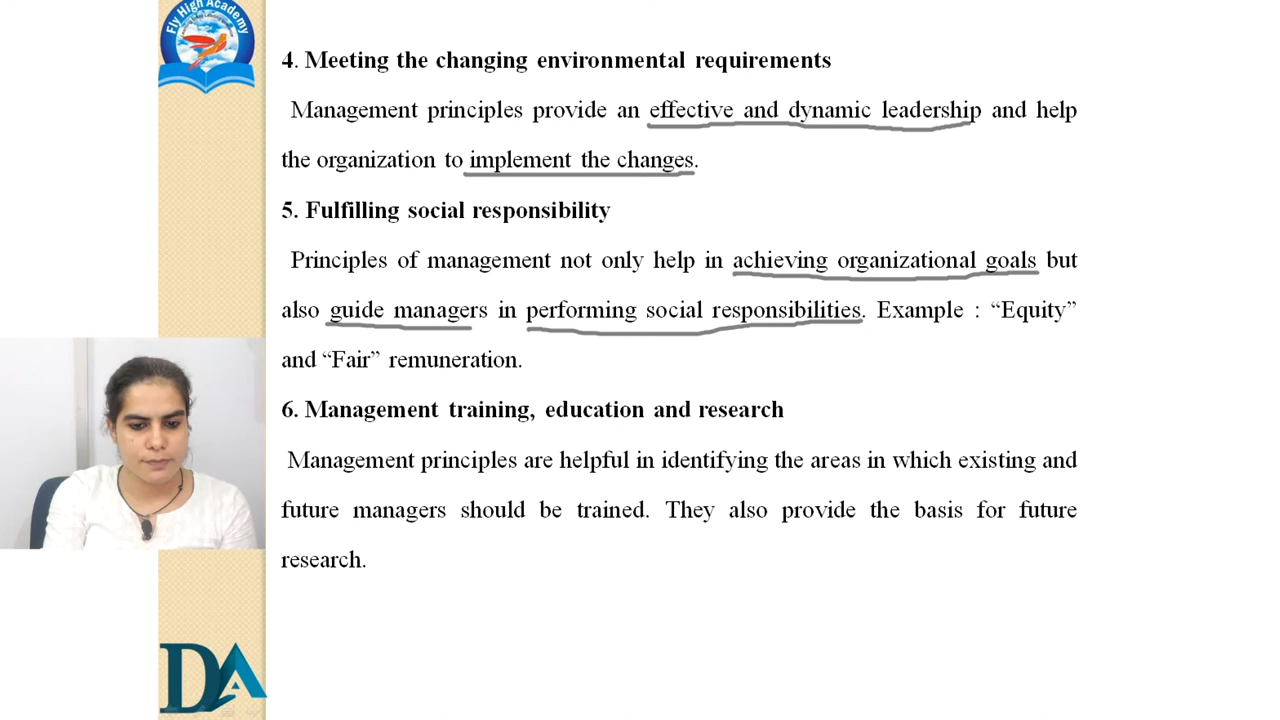 Fly High Academy
4. Meeting the changing environmental requirements
Management principles provide an effective and dynamic leadership and help
the organization to implement the changes.
5. Fulfilling social responsibility
Principles of management not only help in achieving organizational goals but
also guide managers in performing social responsibilities. Example : “Equity”
and “Fair” remuneration.
6. Management training, education and research
Management principles are helpful in identifying the areas in which existing and
future managers should be trained. They also provide the basis for future
research.